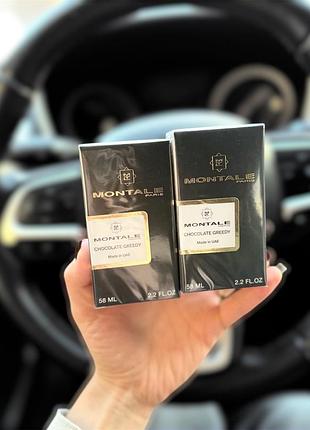 MONTALE
PARIS
MONTALE
CHOCOLATE GREEDY
Made in UAE
58 ML
2.2 FL.OZ
MONTALE
PARIS
MONTALE
CHOCOLATE GREEDY
Made in UAE
58 ML
2.2 FL.OZ